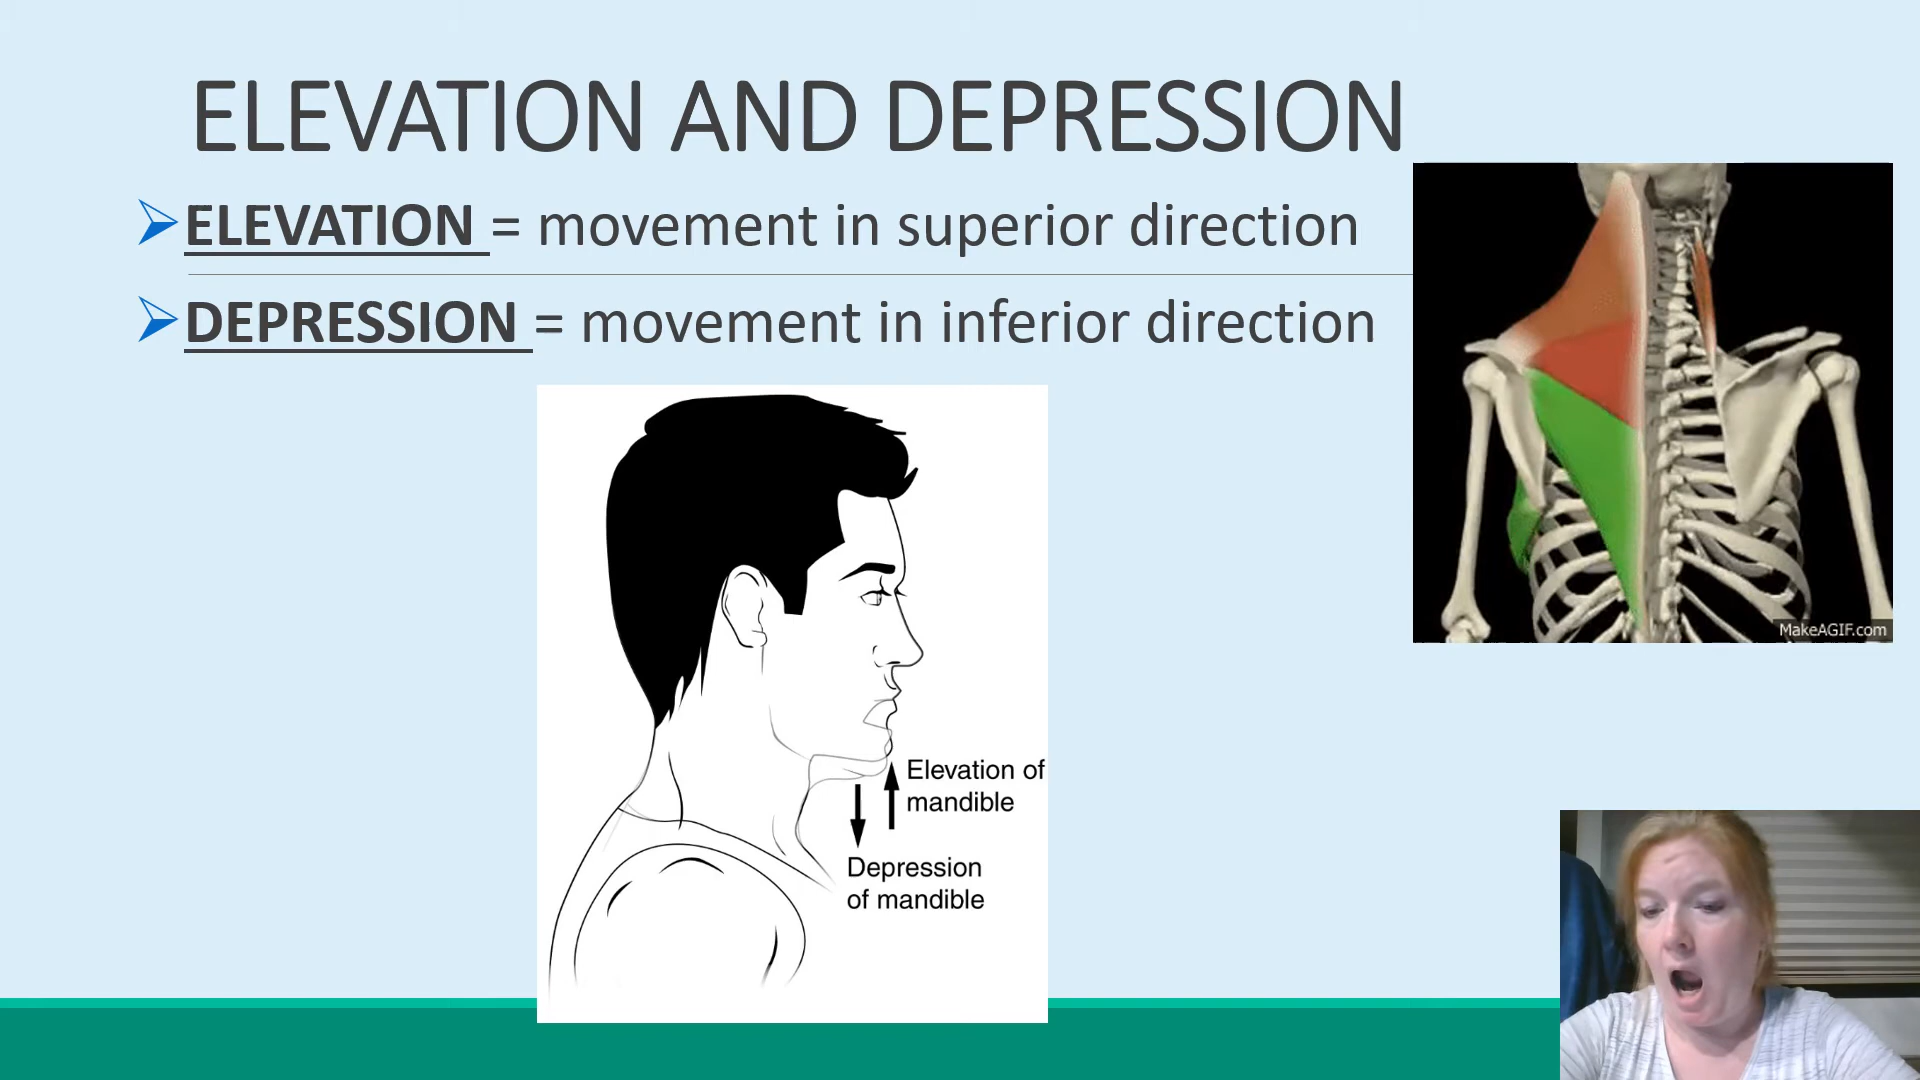 ELEVATION AND DEPRESSION
ELEVATION = movement in superior direction
DEPRESSION = movement in inferior direction
Elevation of
mandible
Depression
of mandible
MakeAGIF.com